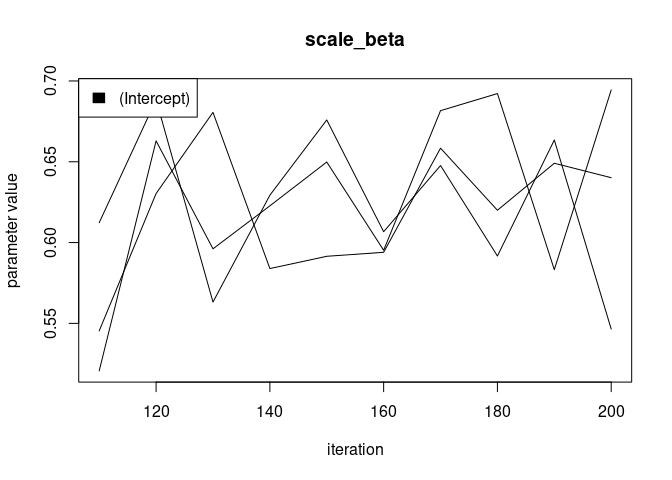 scale_beta
(Intercept)
parameter value
0.70
0.65
0.60
0.55
120 140 160 180 200
iteration